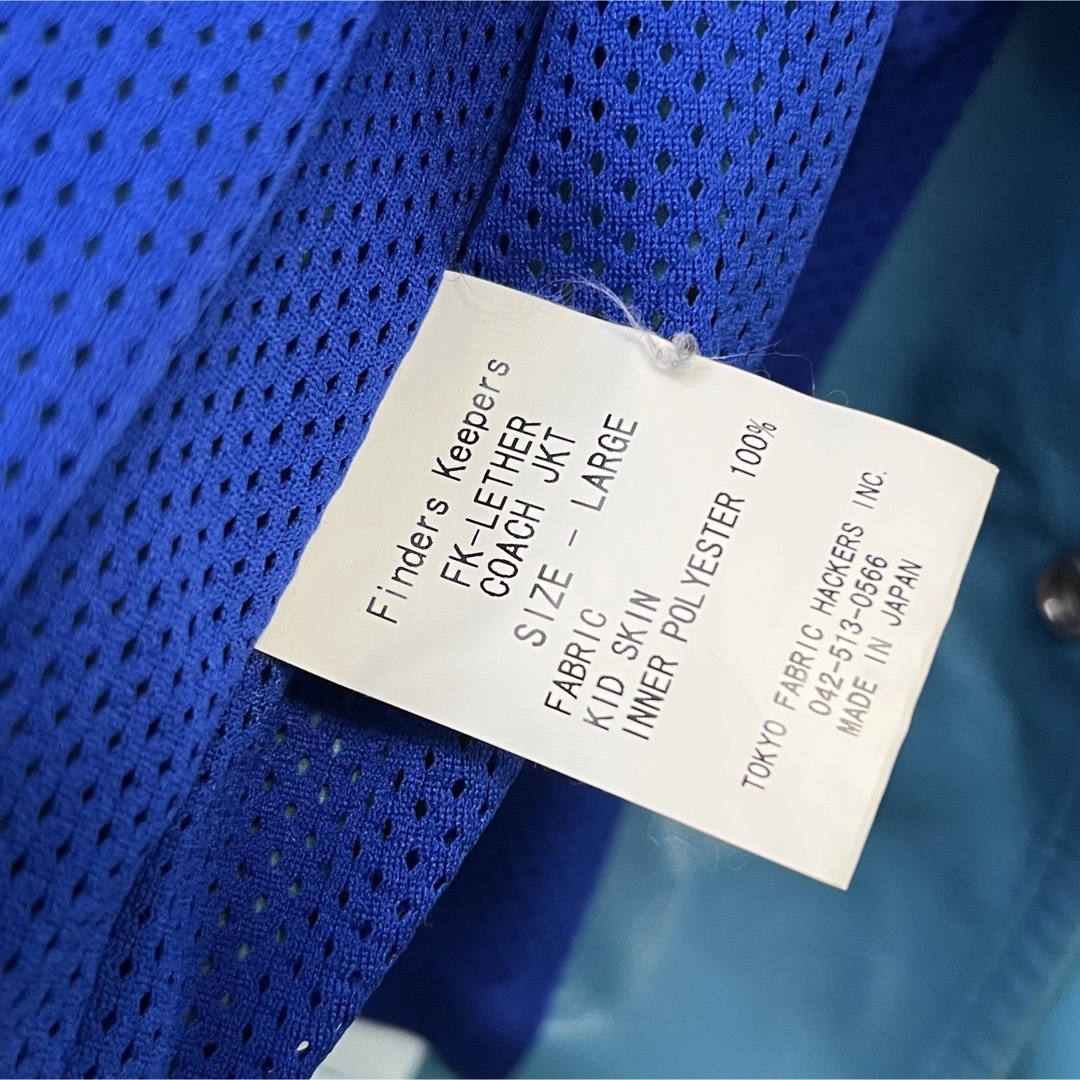 Finders Keepers
FK-LETHER
COACH JKT
SIZE - LARGE
FABRIC
KID SKIN
INNER POLYESTER 100%
TOKYO FABRIC HACKERS INC.
042-513-0566
MADE IN JAPAN